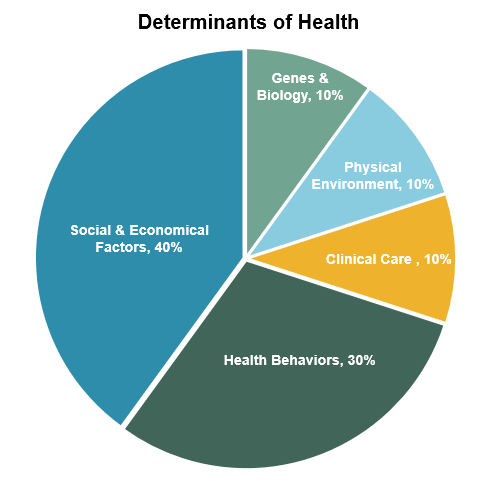 Determinants of Health
Genes &
Biology, 10%
Physical
Environment, 10%
Social & Economical
Factors, 40%
Clinical Care , 10%
Health Behaviors, 30%